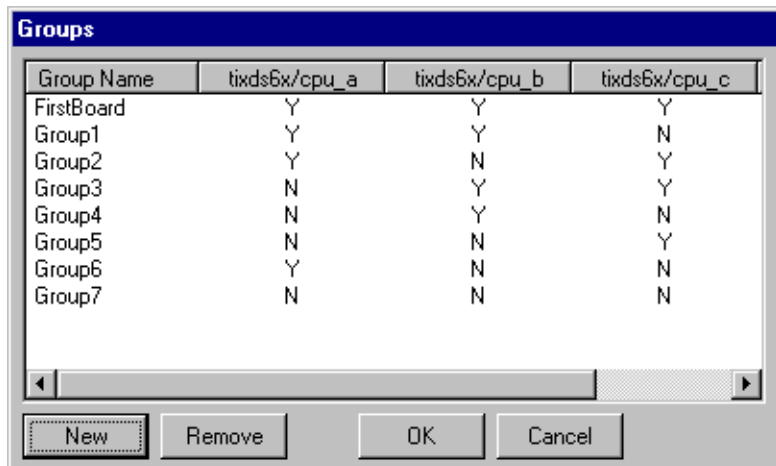 Groups
Group Name tixds6x/cpu_a tixds6x/cpu_b tixds6x/cpu_c
FirstBoard Y Y Y
Group1 Y Y N
Group2 Y N Y
Group3 N Y Y
Group4 N Y N
Group5 N N Y
Group6 Y N N
Group7 N N N
New Remove OK Cancel